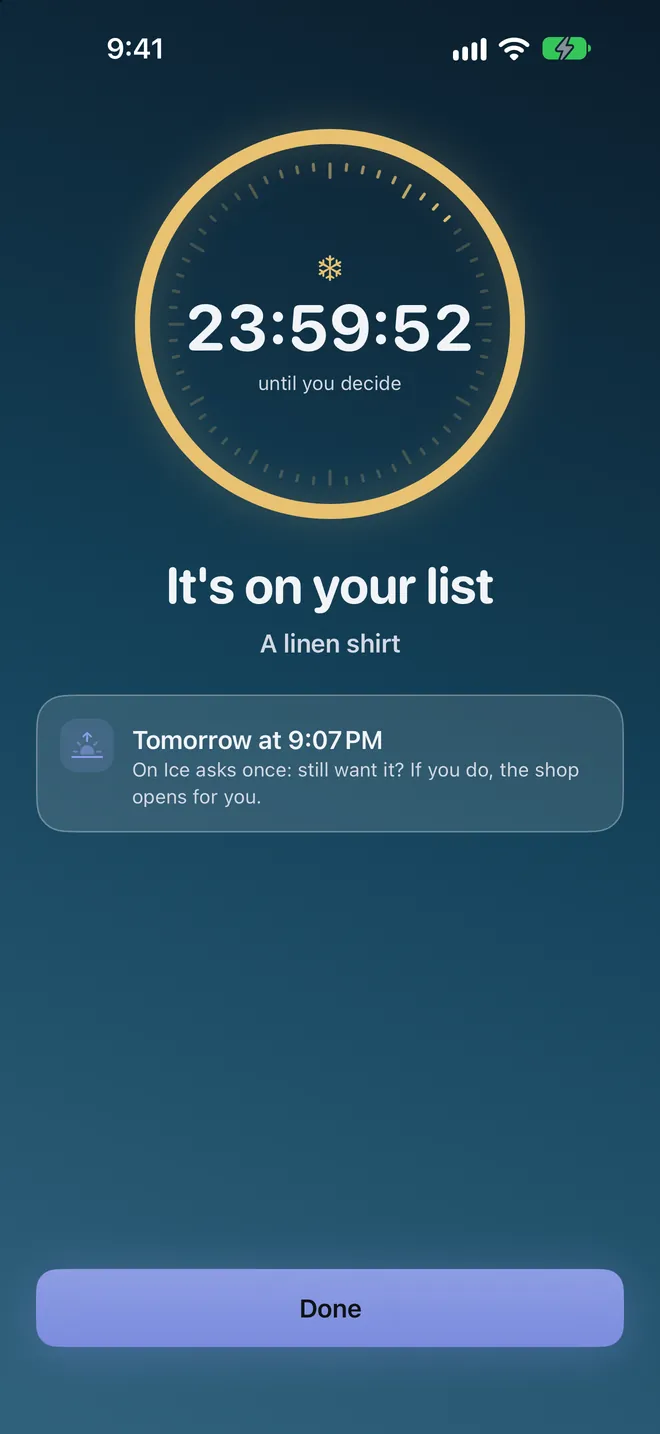 9:41
23:59:52
until you decide
It's on your list
A linen shirt
Tomorrow at 9:07 PM
On Ice asks once: still want it? If you do, the shop
opens for you.
Done